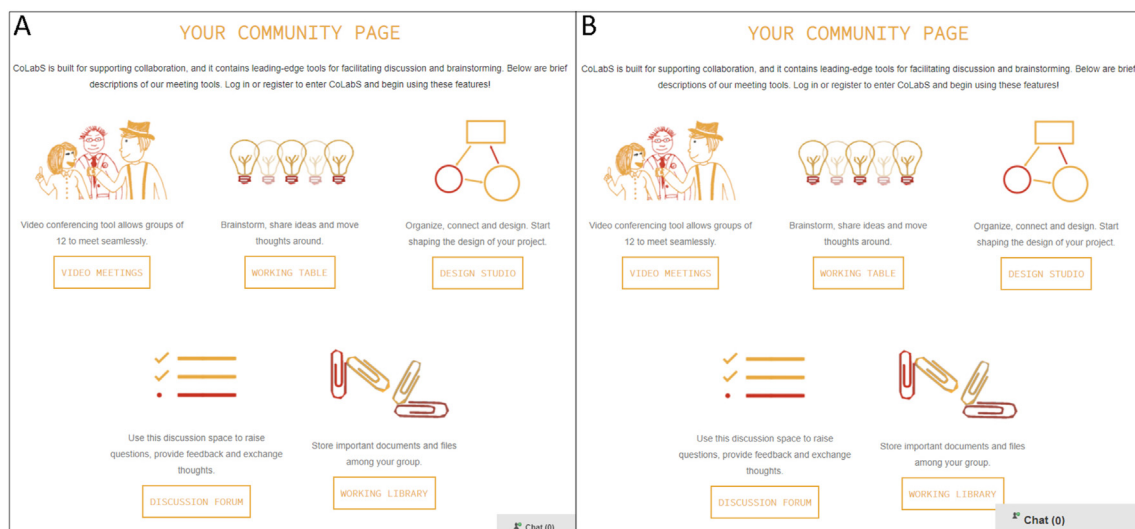 A
YOUR COMMUNITY PAGE
CoLabS is built for supporting collaboration, and it contains leading-edge tools for facilitating discussion and brainstorming. Below are brief
descriptions of our meeting tools. Log in or register to enter CoLabS and begin using these features!
Video conferencing tool allows groups of
12 to meet seamlessly.
VIDEO MEETINGS
Brainstorm, share ideas and move
thoughts around.
WORKING TABLE
Organize, connect and design. Start
shaping the design of your project.
DESIGN STUDIO
Use this discussion space to raise
questions, provide feedback and exchange
thoughts.
DISCUSSION FORUM
Store important documents and files
among your group.
WORKING LIBRARY
Chat (0)
B
YOUR COMMUNITY PAGE
CoLabS is built for supporting collaboration, and it contains leading-edge tools for facilitating discussion and brainstorming. Below are brief
descriptions of our meeting tools. Log in or register to enter CoLabS and begin using these features!
Video conferencing tool allows groups of
12 to meet seamlessly.
VIDEO MEETINGS
Brainstorm, share ideas and move
thoughts around.
WORKING TABLE
Organize, connect and design. Start
shaping the design of your project.
DESIGN STUDIO
Use this discussion space to raise
questions, provide feedback and exchange
thoughts.
DISCUSSION FORUM
Store important documents and files
among your group.
WORKING LIBRARY
Chat (0)